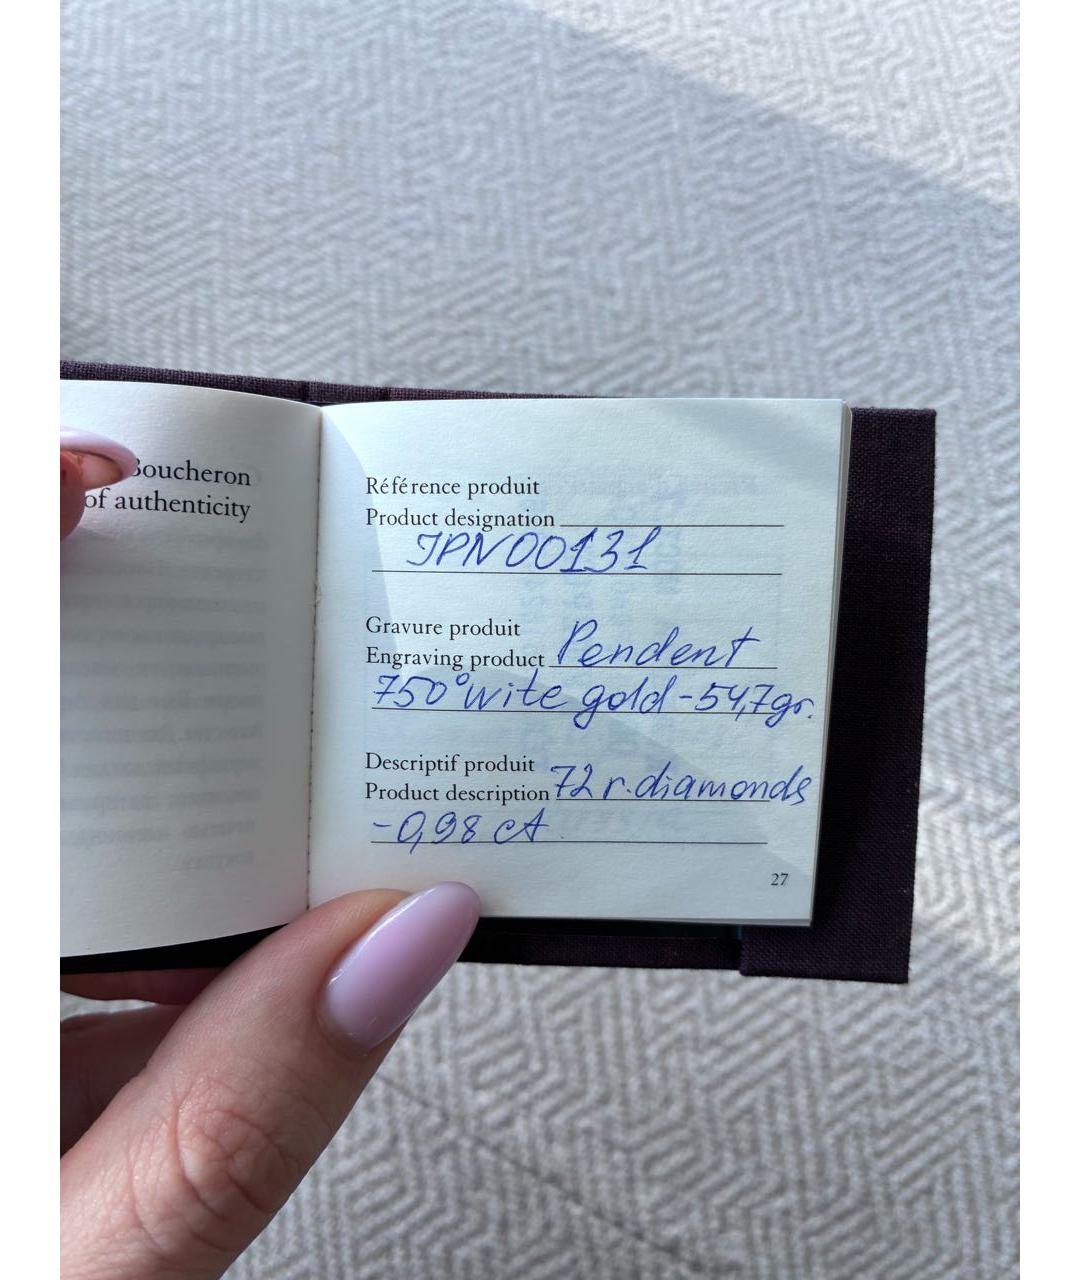 Boucheron
of authenticity
Référence produit
Product designation
JPN00131
Gravure produit
Engraving product Pendent
750° wite gold - 54,7gr.
Descriptif produit
Product description 72 r. diamonds
- 0,98 ct
27